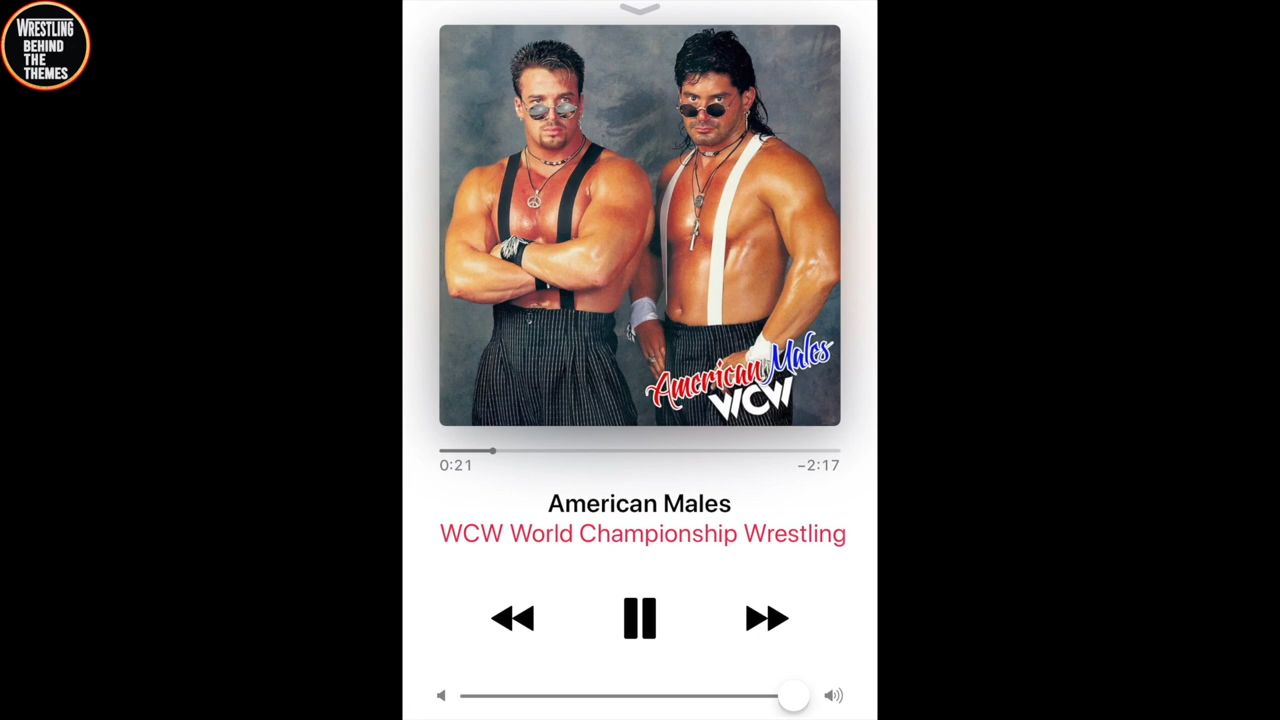 WRESTLING
BEHIND
THE
THEMES
American Males
WCW
0:21
−2:17
American Males
WCW World Championship Wrestling